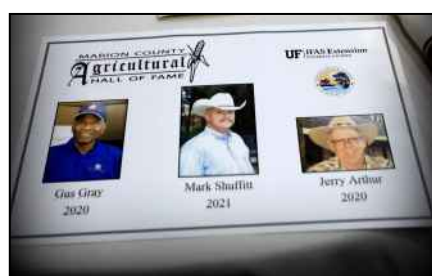 MARION COUNTY
Agricultural
HALL OF FAME
UF IFAS Extension
Gus Gray
2020
Mark Shuffitt
2021
Jerry Arthur
2020